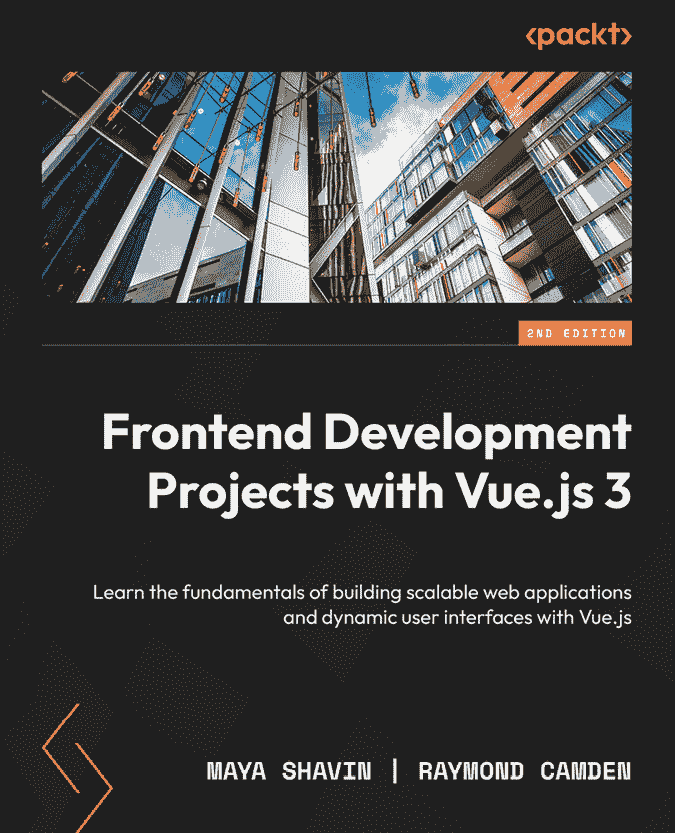 <packt>
2ND EDITION
Frontend Development
Projects with Vue.js 3
Learn the fundamentals of building scalable web applications
and dynamic user interfaces with Vue.js
MAYA SHAVIN | RAYMOND CAMDEN